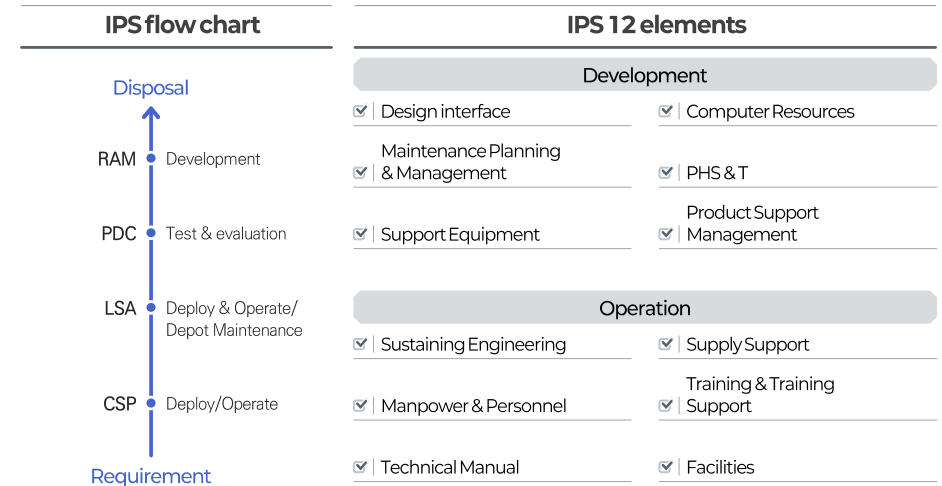 IPS flow chart
Disposal
RAM Development
PDC Test & evaluation
LSA Deploy & Operate/
Depot Maintenance
CSP Deploy/Operate
Requirement
IPS 12 elements
Development
Design interface
Computer Resources
Maintenance Planning
& Management
PHS & T
Support Equipment
Product Support
Management
Operation
Sustaining Engineering
Supply Support
Manpower & Personnel
Training & Training
Support
Technical Manual
Facilities